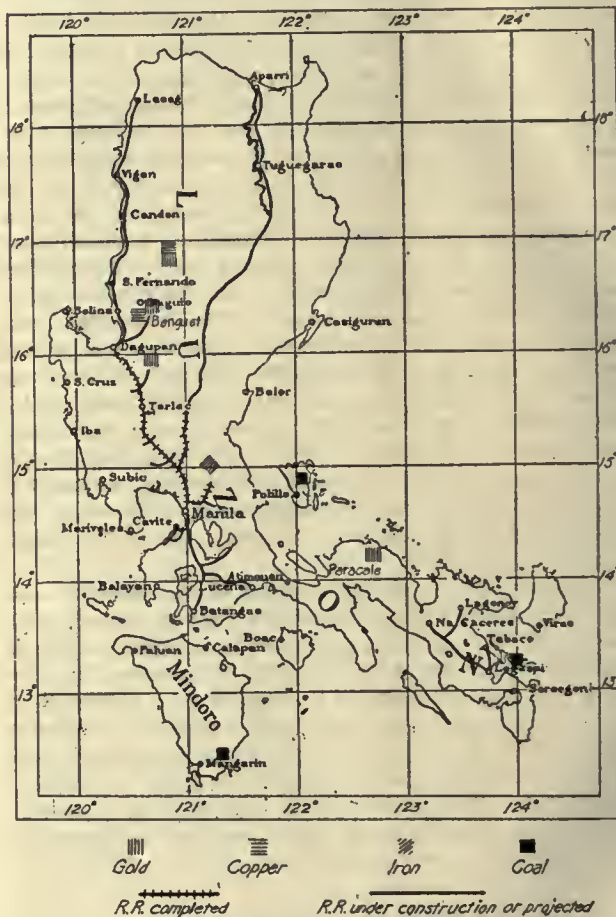 120° 121° 122° 123° 124°
Aparri
Laoag
18° 18°
Tuguegarao
Vigan
L
Candon
17° 17°
S. Fernando
Baguio
Bolina
Benguet
Casiguran
Dagupan
U
16° 16°
S. Cruz
Baler
Tarlac
Iba
15° 15°
Subic
Z
Polillo
Manila
Cavite
Mariveles
Paracale
14° 14°
Atimonan
Balayan
Lucena
O
Lagonoy
Batangas
Na. Caceres
Virac
Boac
Tabaco
Paluan
Calapan
N
Legaspi
Mindoro
13° 13°
Sorsogon
Mangarin
120° 121° 122° 123° 124°
Gold Copper Iron Coal
R.R. completed R.R. under construction or projected